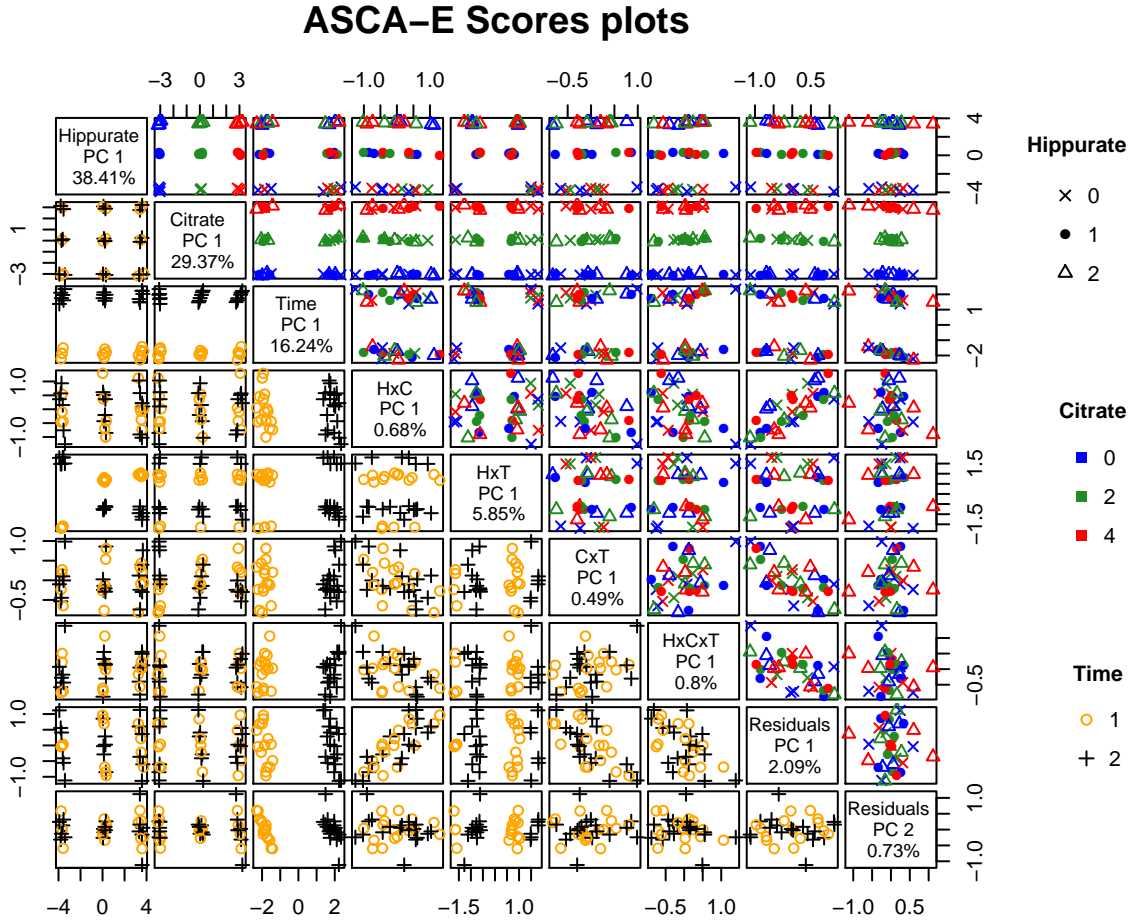 ASCA−E Scores plots
−3 0 3
−1.0 1.0
−0.5 1.0
−1.0 0.5
Hippurate
PC 1
38.41%
−4 0 4
Citrate
PC 1
29.37%
−3 1
Time
PC 1
16.24%
−2 1
HxC
PC 1
0.68%
−1.0 1.0
HxT
PC 1
5.85%
−1.5 1.5
CxT
PC 1
0.49%
−0.5 1.0
HxCxT
PC 1
0.8%
−0.5
Residuals
PC 1
2.09%
−1.0 1.0
Residuals
PC 2
0.73%
−1.0 1.0
−4 0 4
−2 2
−1.5 1.0
−0.5 1.0
−0.5 1.0
−1.0 0.5
Hippurate
0
1
2
Citrate
0
2
4
Time
1
2